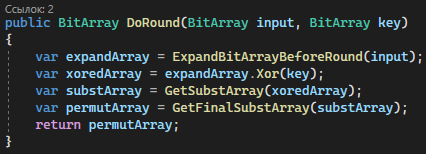 Ссылок: 2
public BitArray DoRound(BitArray input, BitArray key)
{
    var expandArray = ExpandBitArrayBeforeRound(input);
    var xoredArray = expandArray.Xor(key);
    var substArray = GetSubstArray(xoredArray);
    var permutArray = GetFinalSubstArray(substArray);
    return permutArray;
}